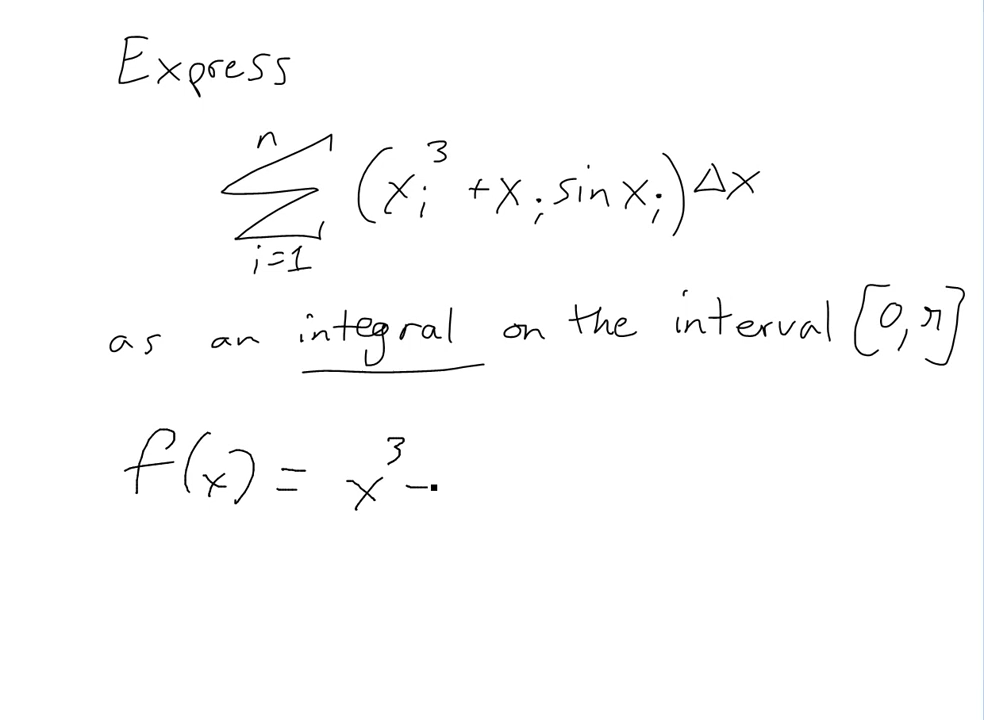 Express
n
∑ (xᵢ³ + xᵢ sin xᵢ) Δx
i=1
as an integral on the interval [0, π]
f(x) = x³ -